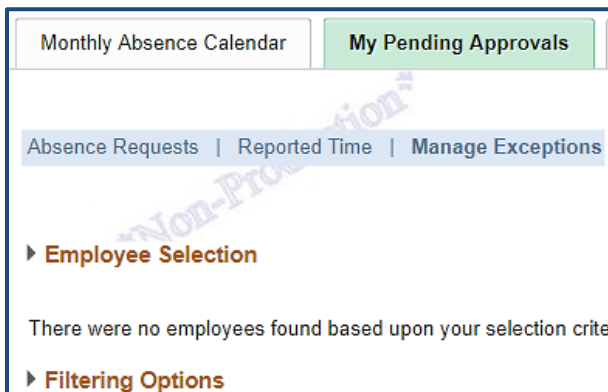 Monthly Absence Calendar
My Pending Approvals
*Non-Production*
Absence Requests | Reported Time | Manage Exceptions
Employee Selection
There were no employees found based upon your selection crite
Filtering Options